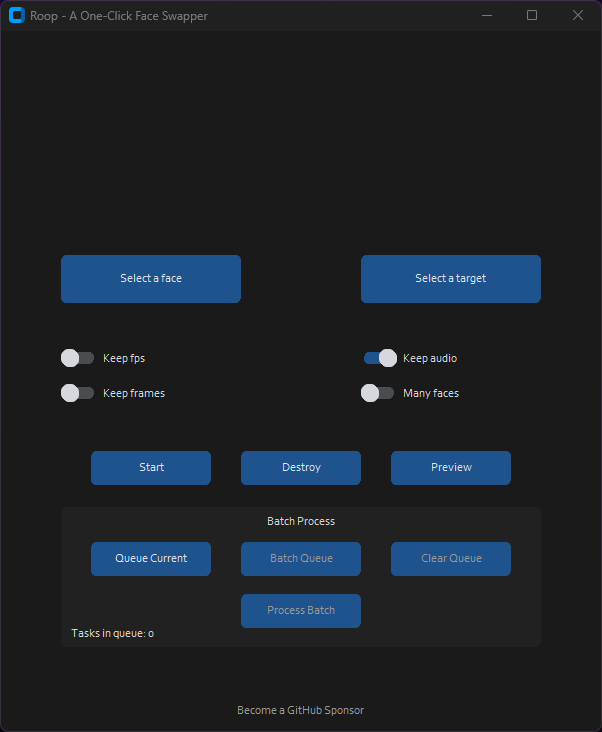 Roop - A One-Click Face Swapper
Select a face
Select a target
Keep fps
Keep audio
Keep frames
Many faces
Start
Destroy
Preview
Batch Process
Queue Current
Batch Queue
Clear Queue
Process Batch
Tasks in queue: 0
Become a GitHub Sponsor